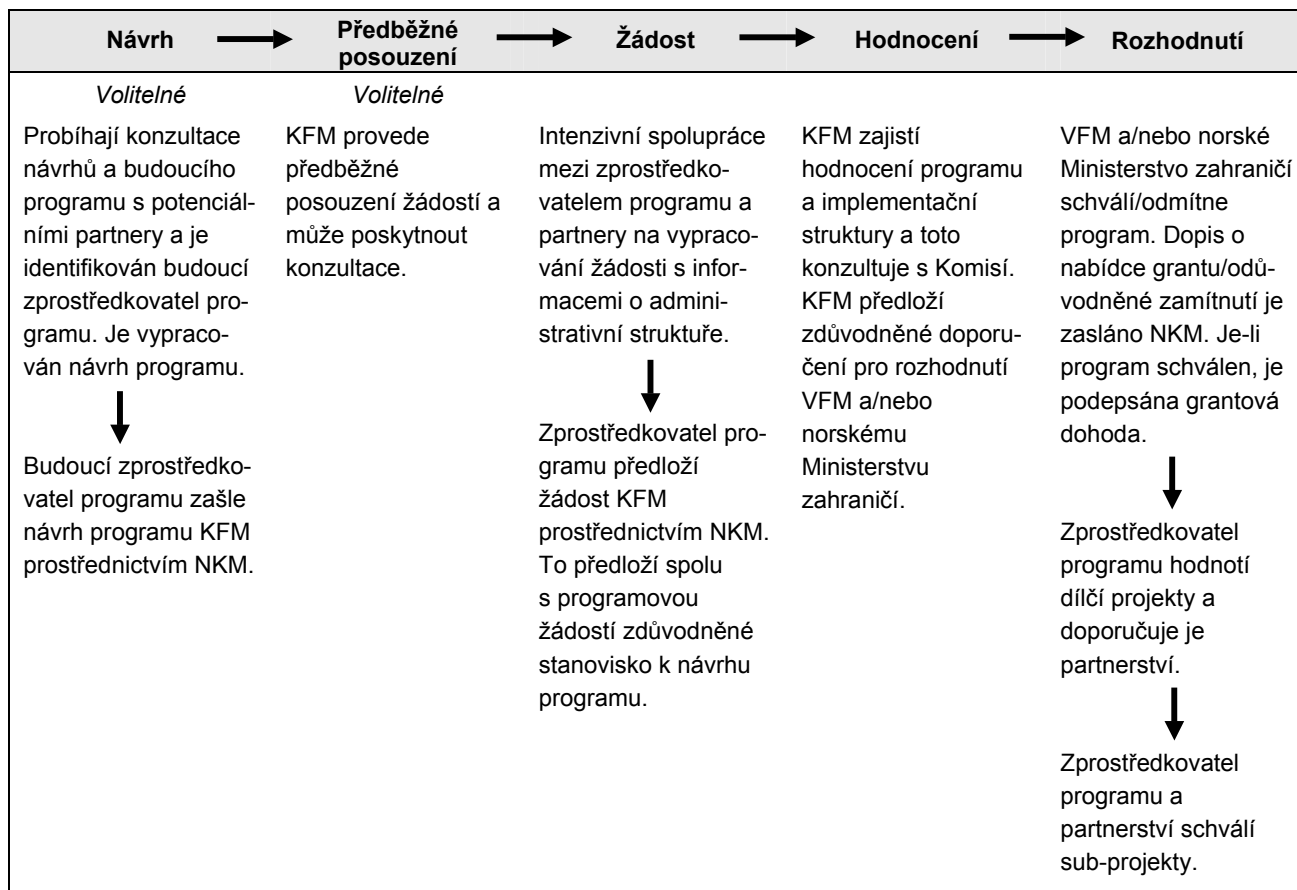 Návrh
Předběžné
posouzení
Žádost
Hodnocení
Rozhodnutí
Volitelné
Probíhají konzultace
návrhů a budoucího
programu s potenciál-
ními partnery a je
identifikován budoucí
zprostředkovatel pro-
gramu. Je vypraco-
ván návrh programu.
Budoucí zprostředko-
vatel programu zašle
návrh programu KFM
prostřednictvím NKM.
Volitelné
KFM provede
předběžné
posouzení žádostí a
může poskytnout
konzultace.
Intenzivní spolupráce
mezi zprostředko-
vatelem programu a
partnery na vypraco-
vání žádosti s infor-
macemi o admini-
strativní struktuře.
Zprostředkovatel pro-
gramu předloží
žádost KFM
prostřednictvím NKM.
To předloží spolu
s programovou
žádostí zdůvodněné
stanovisko k návrhu
programu.
KFM zajistí
hodnocení programu
a implementační
struktury a toto
konzultuje s Komisí.
KFM předloží
zdůvodněné doporu-
čení pro rozhodnutí
VFM a/nebo
norskému
Ministerstvu
zahraničí.
VFM a/nebo norské
Ministerstvo zahraničí
schválí/odmítne
program. Dopis o
nabídce grantu/odů-
vodněné zamítnutí je
zasláno NKM. Je-li
program schválen, je
podepsána grantová
dohoda.
Zprostředkovatel
programu hodnotí
dílčí projekty a
doporučuje je
partnerství.
Zprostředkovatel
programu a
partnerství schválí
sub-projekty.